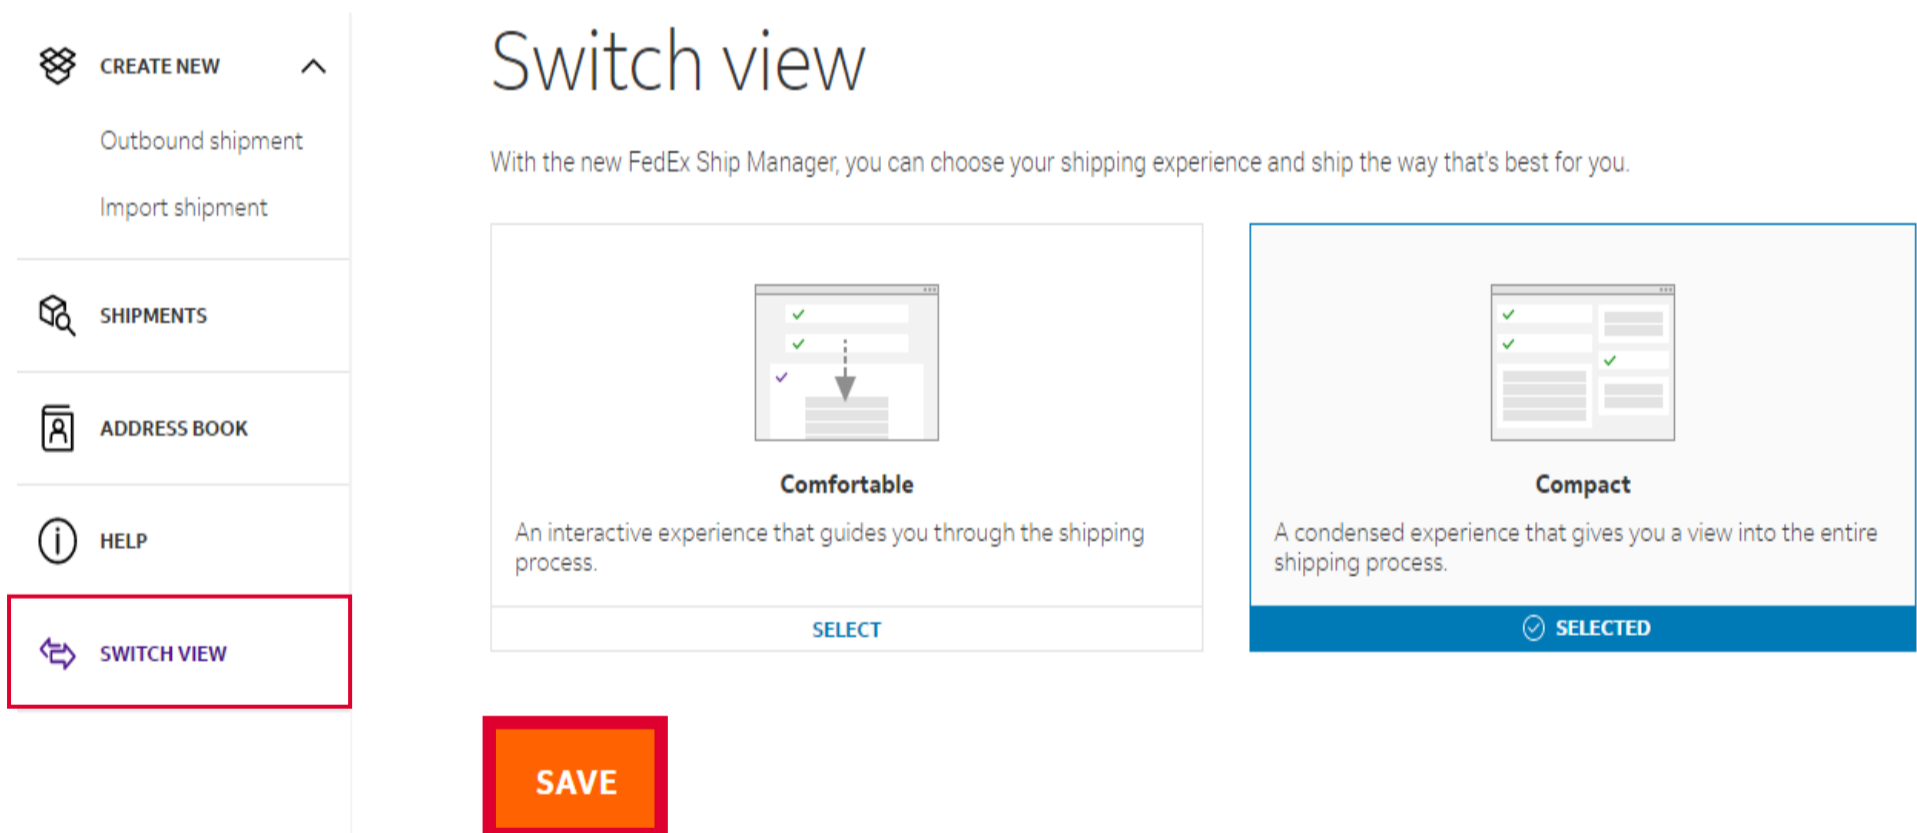 CREATE NEW
Outbound shipment
Import shipment
SHIPMENTS
ADDRESS BOOK
HELP
SWITCH VIEW
Switch view
With the new FedEx Ship Manager, you can choose your shipping experience and ship the way that's best for you.
Comfortable
An interactive experience that guides you through the shipping
process.
SELECT
Compact
A condensed experience that gives you a view into the entire
shipping process.
SELECTED
SAVE